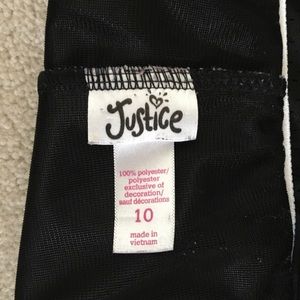 Justice
100% polyester/
polyester
exclusive of
decoration/
sauf décorations
10
made in
vietnam